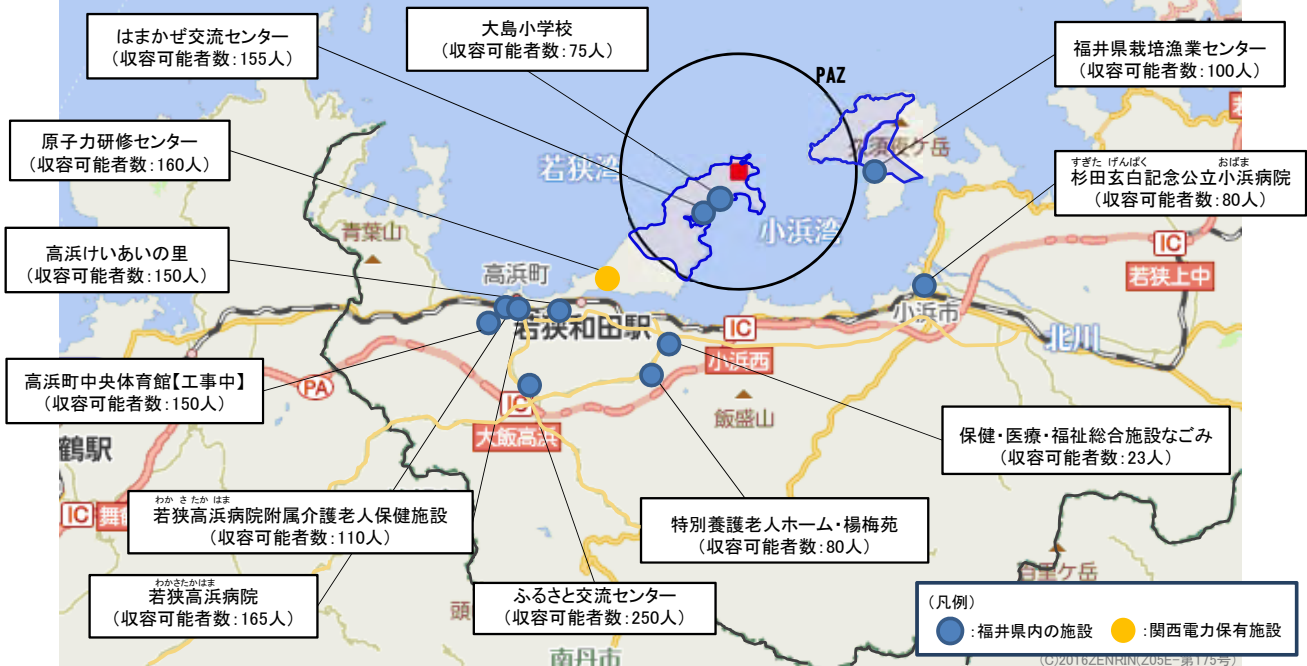 はまかぜ交流センター
（収容可能者数：155人）
大島小学校
（収容可能者数：75人）
PAZ
福井県栽培漁業センター
（収容可能者数：100人）
原子力研修センター
（収容可能者数：160人）
若狭湾
すぎた げんぱく　おばま
杉田玄白記念公立小浜病院
（収容可能者数：80人）
高浜けいあいの里
（収容可能者数：150人）
青葉山
高浜町
小浜湾
IC
若狭上中
若狭和田駅
小浜市
IC
小浜西
北川
高浜町中央体育館【工事中】
（収容可能者数：150人）
PA
IC
大飯高浜
飯盛山
鶴駅
保健・医療・福祉総合施設なごみ
（収容可能者数：23人）
IC
わかさたかはま
若狭高浜病院附属介護老人保健施設
（収容可能者数：110人）
特別養護老人ホーム・楊梅苑
（収容可能者数：80人）
わかさたかはま
若狭高浜病院
（収容可能者数：165人）
ふるさと交流センター
（収容可能者数：250人）
頭
南丹市
（凡例）
：福井県内の施設
：関西電力保有施設
(C)2016ZENRIN(Z05E-第175号)